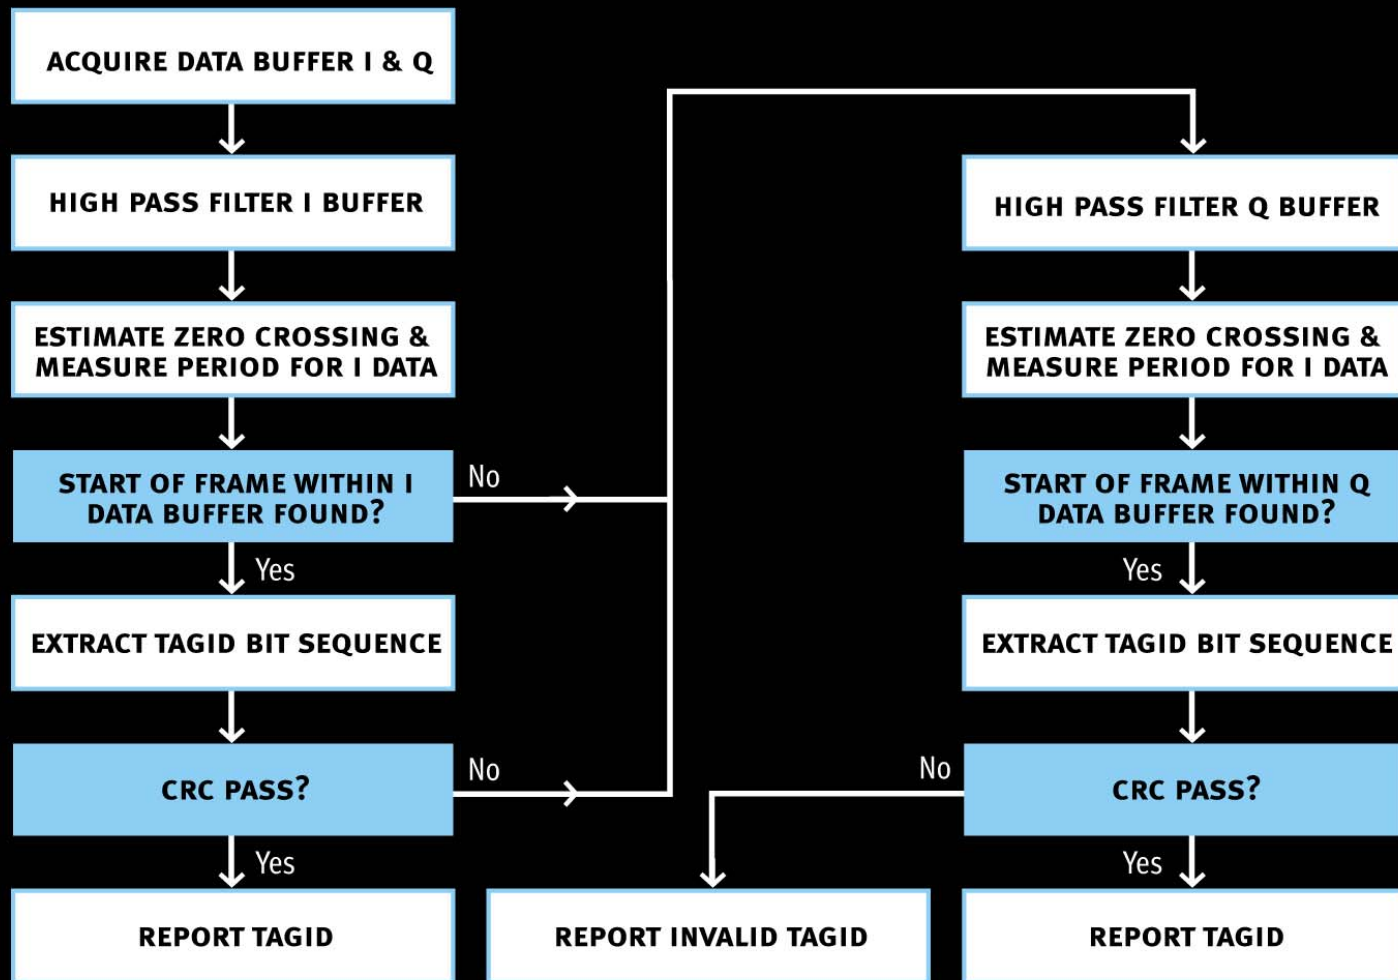 ACQUIRE DATA BUFFER I & Q
HIGH PASS FILTER I BUFFER
ESTIMATE ZERO CROSSING &
MEASURE PERIOD FOR I DATA
START OF FRAME WITHIN I
DATA BUFFER FOUND?
No
Yes
EXTRACT TAGID BIT SEQUENCE
CRC PASS?
No
Yes
REPORT TAGID
HIGH PASS FILTER Q BUFFER
ESTIMATE ZERO CROSSING &
MEASURE PERIOD FOR I DATA
START OF FRAME WITHIN Q
DATA BUFFER FOUND?
Yes
EXTRACT TAGID BIT SEQUENCE
CRC PASS?
No
Yes
REPORT INVALID TAGID
REPORT TAGID